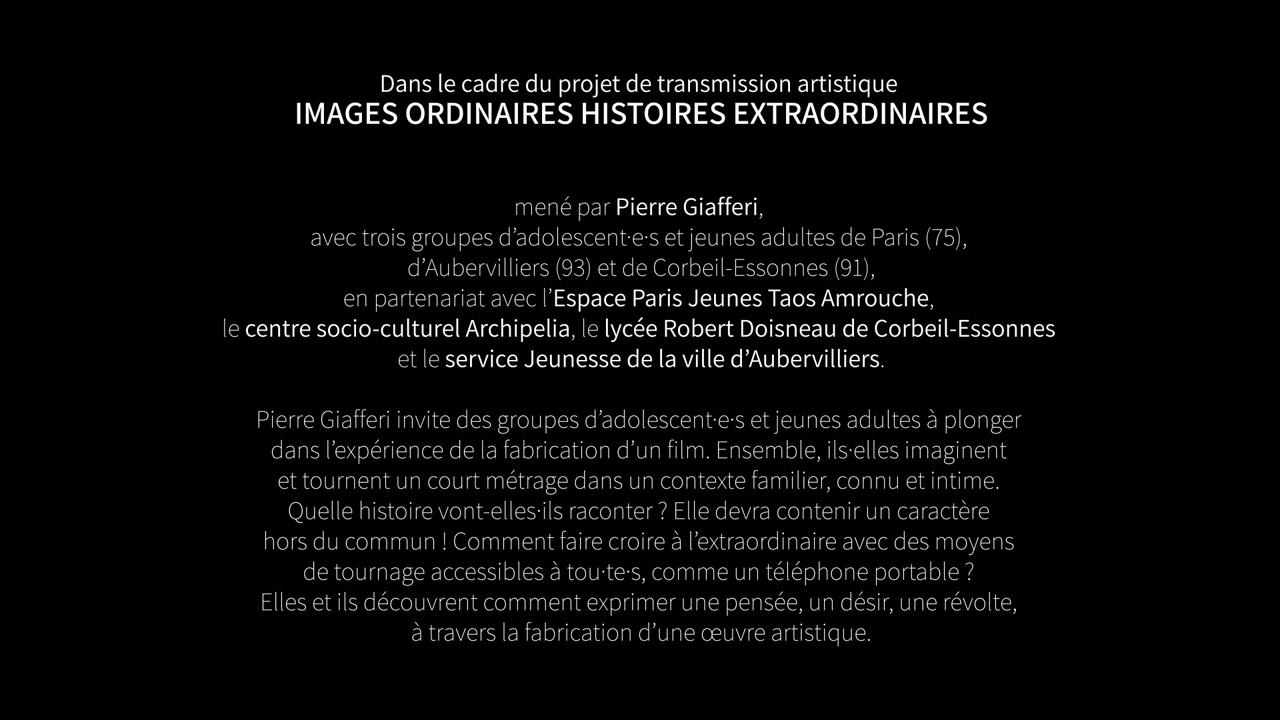 Dans le cadre du projet de transmission artistique
IMAGES ORDINAIRES HISTOIRES EXTRAORDINAIRES
mené par Pierre Giafferi,
avec trois groupes d’adolescent·e·s et jeunes adultes de Paris (75),
d’Aubervilliers (93) et de Corbeil-Essonnes (91),
en partenariat avec l’Espace Paris Jeunes Taos Amrouche,
le centre socio-culturel Archipelia, le lycée Robert Doisneau de Corbeil-Essonnes
et le service Jeunesse de la ville d’Aubervilliers.
Pierre Giafferi invite des groupes d’adolescent·e·s et jeunes adultes à plonger
dans l’expérience de la fabrication d’un film. Ensemble, ils·elles imaginent
et tournent un court métrage dans un contexte familier, connu et intime.
Quelle histoire vont-elles·ils raconter ? Elle devra contenir un caractère
hors du commun ! Comment faire croire à l’extraordinaire avec des moyens
de tournage accessibles à tou·te·s, comme un téléphone portable ?
Elles et ils découvrent comment exprimer une pensée, un désir, une révolte,
à travers la fabrication d’une œuvre artistique.